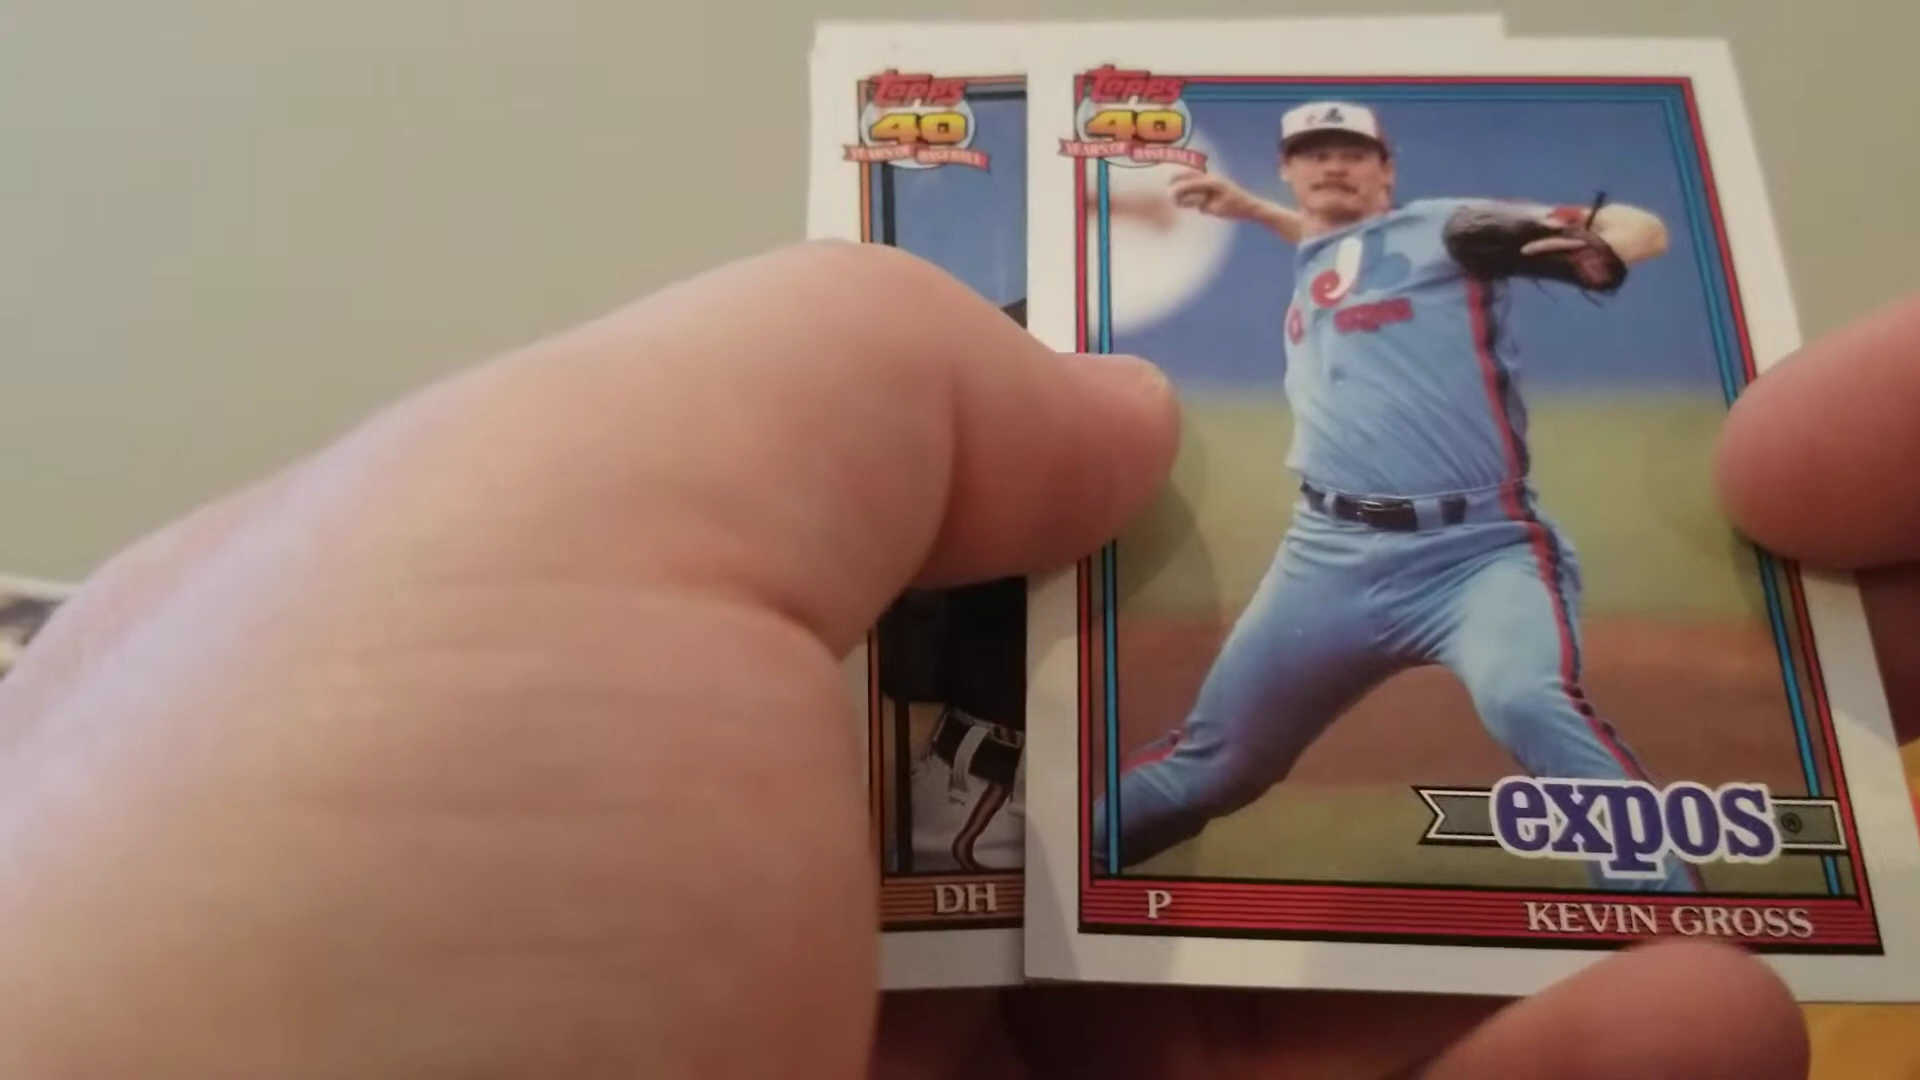 Topps
40
YEARS OF BASEBALL
DH
Topps
40
YEARS OF BASEBALL
expos
expos®
P
KEVIN GROSS